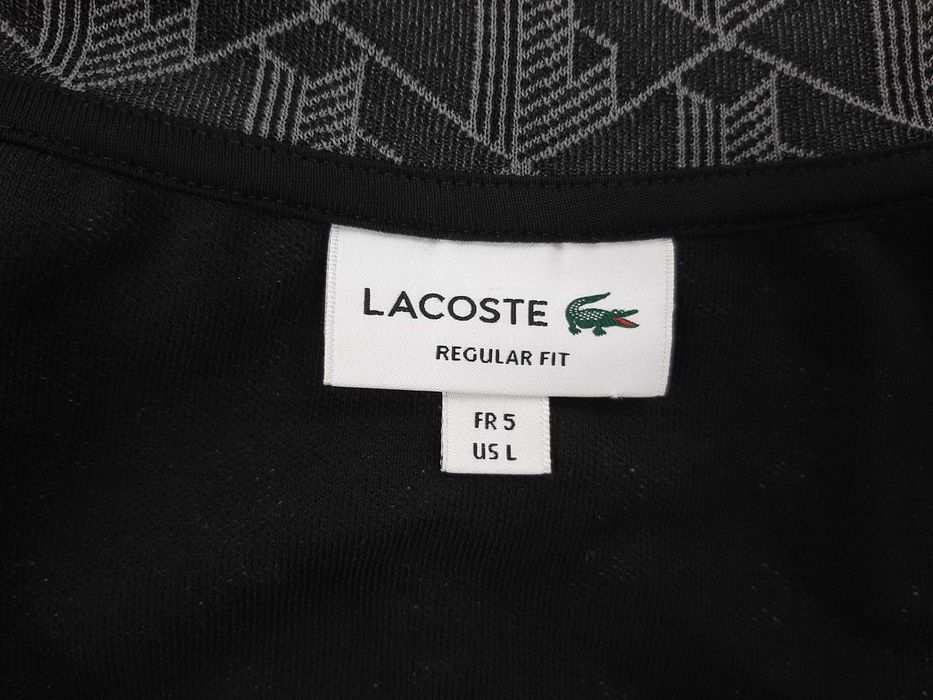 LACOSTE
REGULAR FIT
FR 5
US L